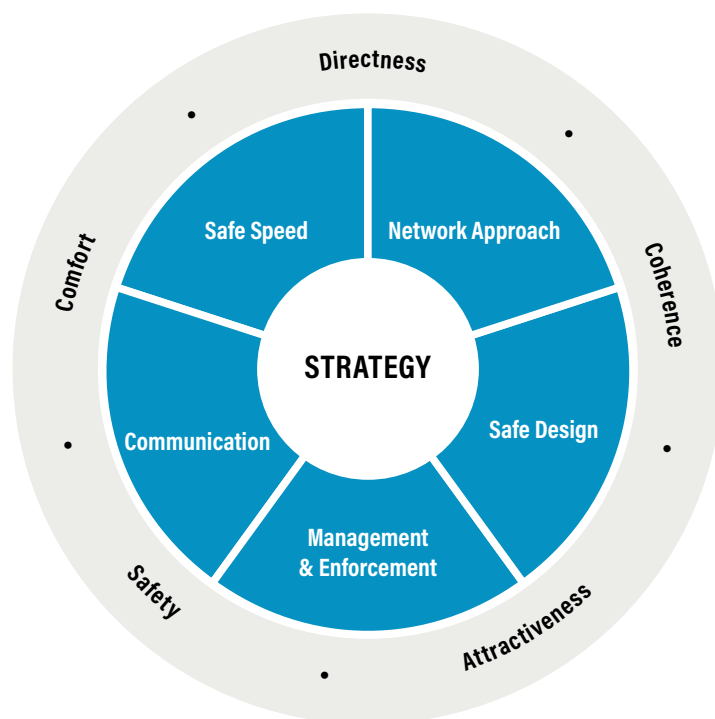 Directness
Coherence
Attractiveness
Safety
Comfort
Safe Speed
Network Approach
Safe Design
Management
& Enforcement
Communication
STRATEGY